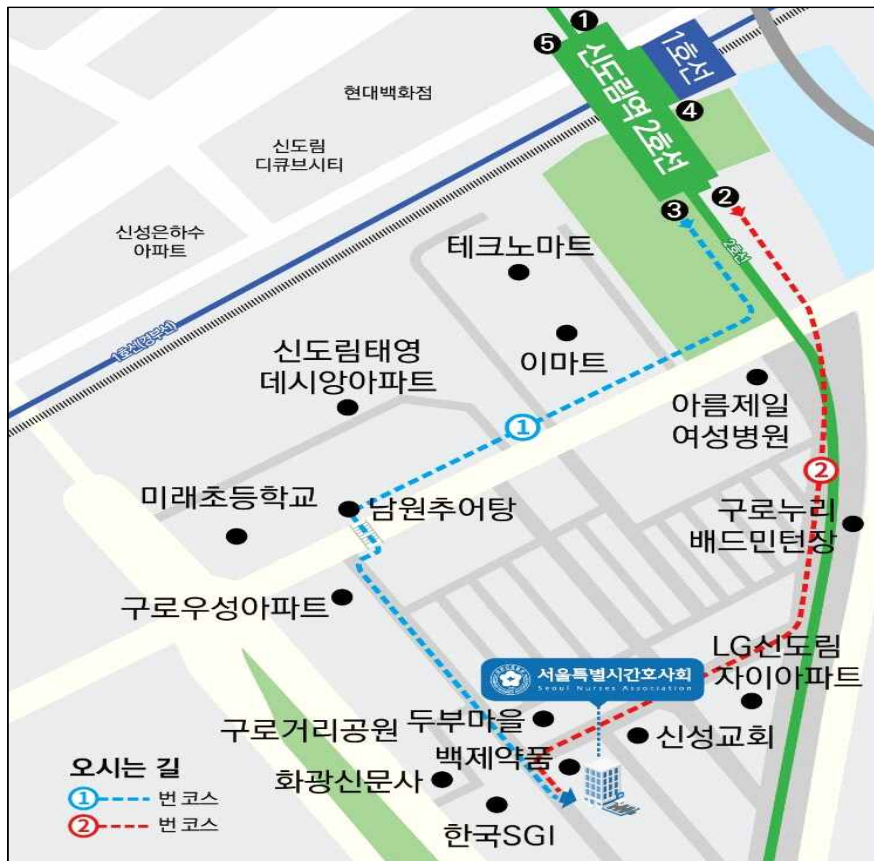 1
5
신도림역 2호선
1호선
4
현대백화점
신도림
디큐브시티
신성은하수
아파트
3
2
2호선
테크노마트
1호선(경부선)
신도림태영
데시앙아파트
이마트
아름제일
여성병원
1
2
미래초등학교
남원추어탕
구로누리
배드민턴장
구로우성아파트
LG신도림
자이아파트
서울특별시간호사회
Seoul Nurses Association
구로거리공원
두부마을
신성교회
백제약품
화광신문사
한국SGI
오시는 길
1 번 코스
2 번 코스